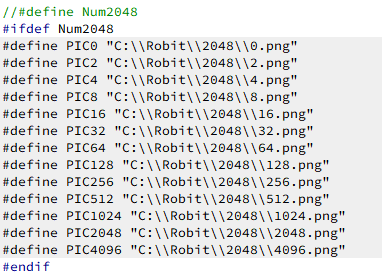 //#define Num2048
#ifdef Num2048
#define PIC0 "C:\\Robit\\2048\\0.png"
#define PIC2 "C:\\Robit\\2048\\2.png"
#define PIC4 "C:\\Robit\\2048\\4.png"
#define PIC8 "C:\\Robit\\2048\\8.png"
#define PIC16 "C:\\Robit\\2048\\16.png"
#define PIC32 "C:\\Robit\\2048\\32.png"
#define PIC64 "C:\\Robit\\2048\\64.png"
#define PIC128 "C:\\Robit\\2048\\128.png"
#define PIC256 "C:\\Robit\\2048\\256.png"
#define PIC512 "C:\\Robit\\2048\\512.png"
#define PIC1024 "C:\\Robit\\2048\\1024.png"
#define PIC2048 "C:\\Robit\\2048\\2048.png"
#define PIC4096 "C:\\Robit\\2048\\4096.png"
#endif